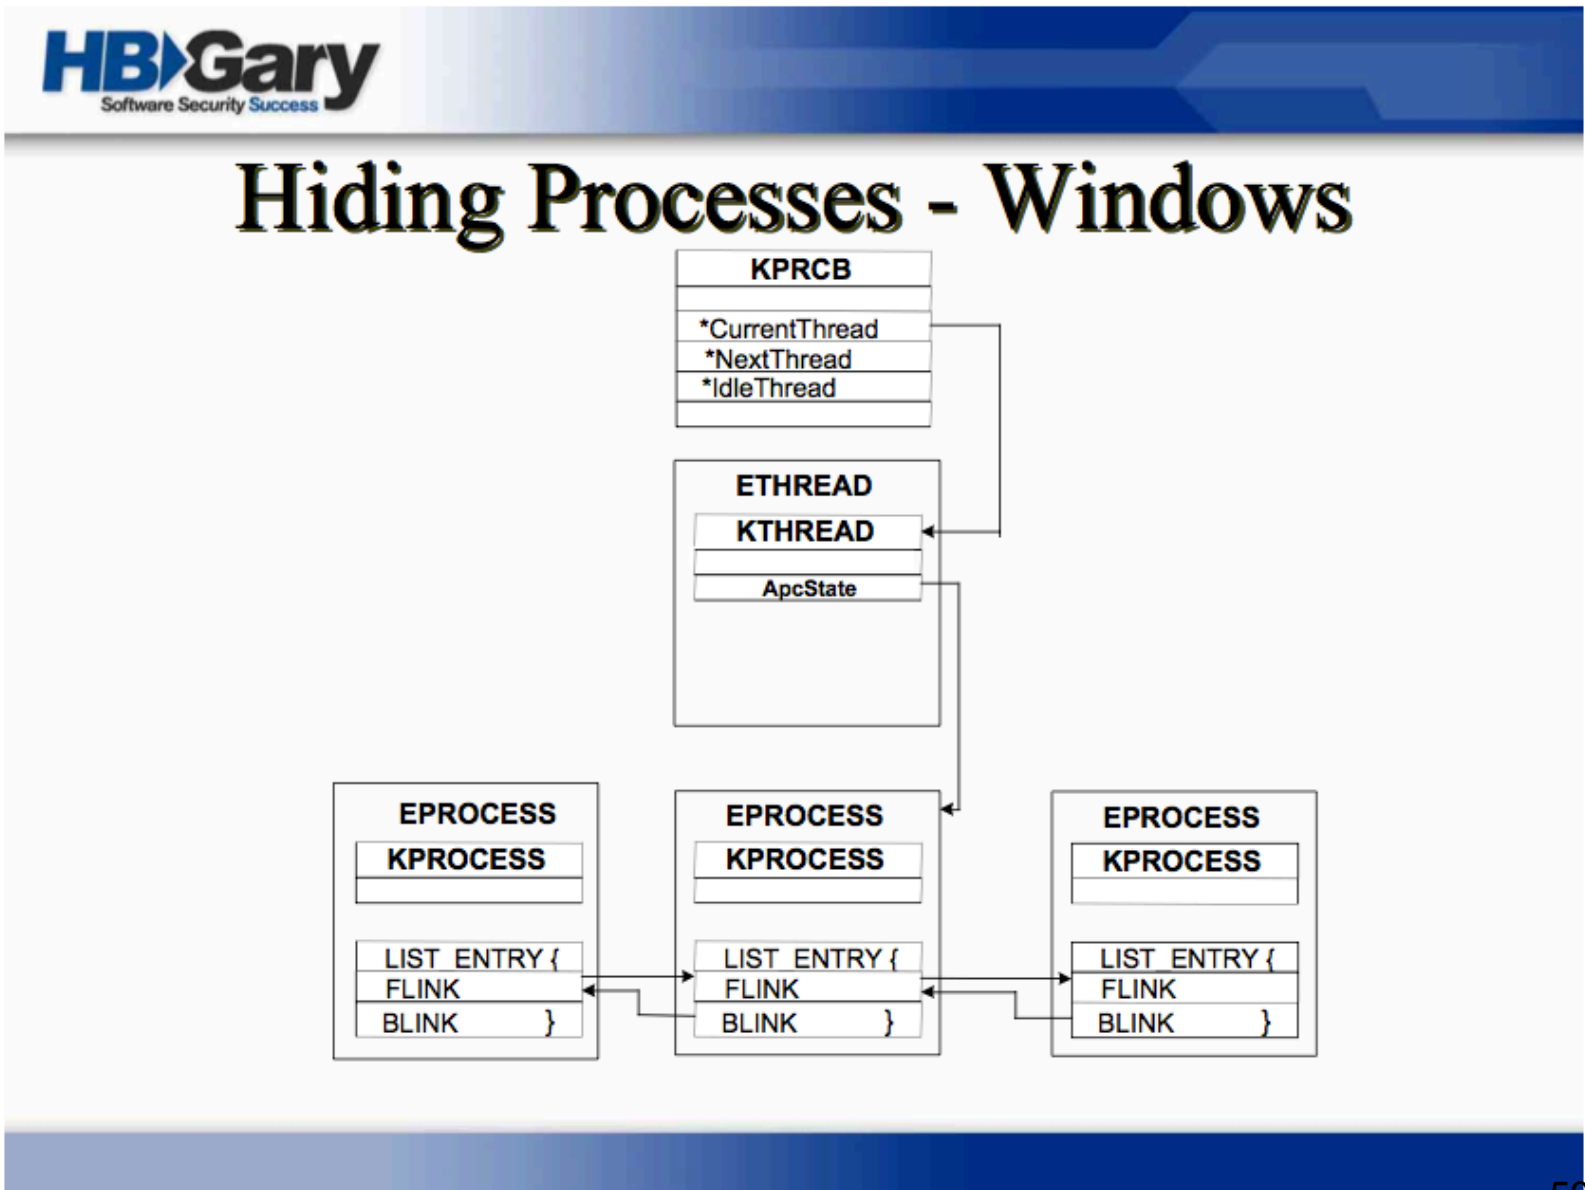 HBGary
Software Security Success
Hiding Processes - Windows
KPRCB
*CurrentThread
*NextThread
*IdleThread
ETHREAD
KTHREAD
ApcState
EPROCESS
KPROCESS
LIST_ENTRY {
FLINK
BLINK }
EPROCESS
KPROCESS
LIST_ENTRY {
FLINK
BLINK }
EPROCESS
KPROCESS
LIST_ENTRY {
FLINK
BLINK }